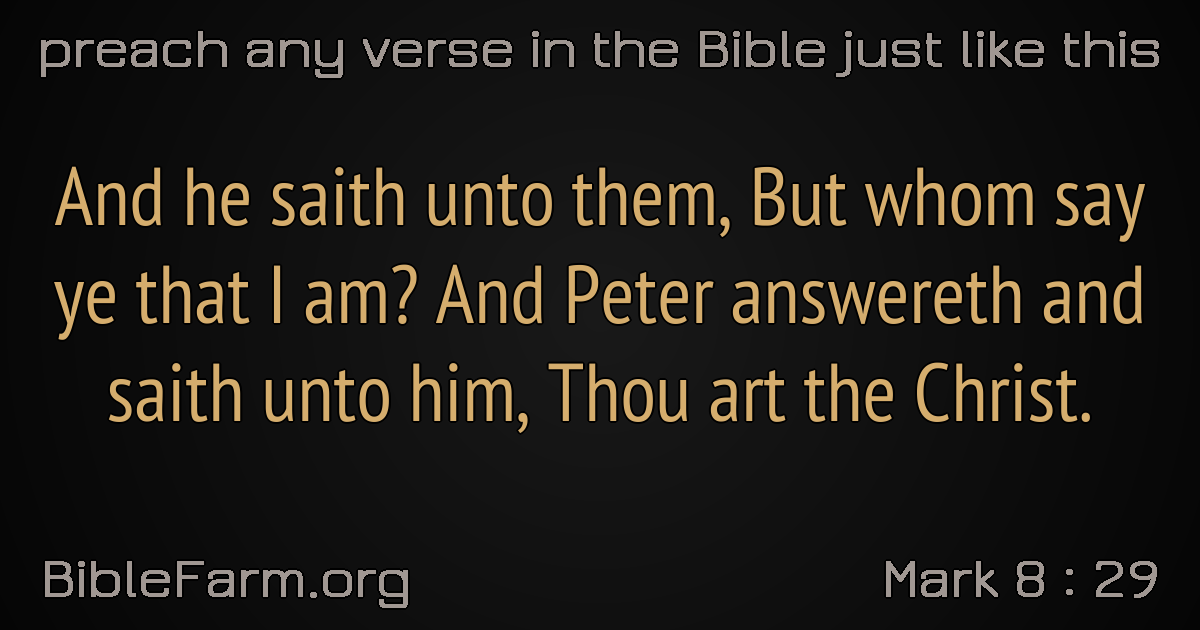 preach any verse in the Bible just like this
And he saith unto them, But whom say
ye that I am? And Peter answereth and
saith unto him, Thou art the Christ.
BibleFarm.org
Mark 8 : 29